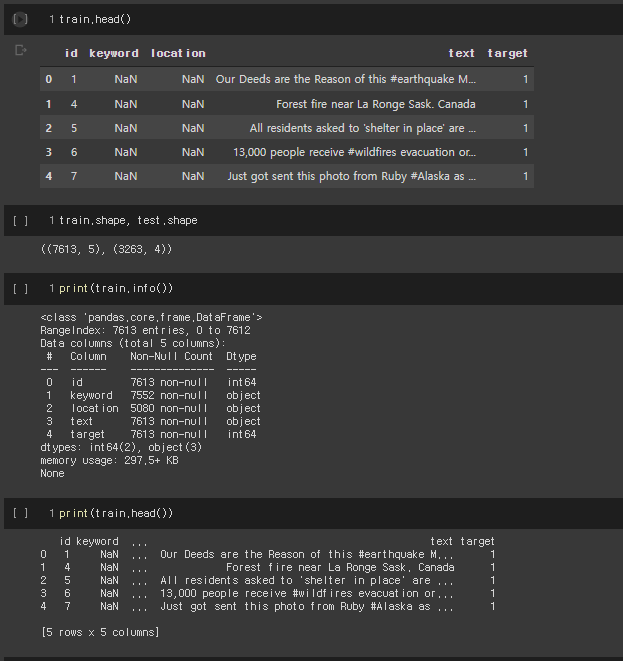 [ ] 1 train.head()
id keyword location text target
0 1 NaN NaN Our Deeds are the Reason of this #earthquake M... 1
1 4 NaN NaN Forest fire near La Ronge Sask. Canada 1
2 5 NaN NaN All residents asked to 'shelter in place' are ... 1
3 6 NaN NaN 13,000 people receive #wildfires evacuation or... 1
4 7 NaN NaN Just got sent this photo from Ruby #Alaska as ... 1
[ ] 1 train.shape, test.shape
((7613, 5), (3263, 4))
[ ] 1 print(train.info())
<class 'pandas.core.frame.DataFrame'>
RangeIndex: 7613 entries, 0 to 7612
Data columns (total 5 columns):
# Column Non-Null Count Dtype
--- ------ -------------- -----
0 id 7613 non-null int64
1 keyword 7552 non-null object
2 location 5080 non-null object
3 text 7613 non-null object
4 target 7613 non-null int64
dtypes: int64(2), object(3)
memory usage: 297.5+ KB
None
[ ] 1 print(train.head())
id keyword ... text target
0 1 NaN ... Our Deeds are the Reason of this #earthquake M... 1
1 4 NaN ... Forest fire near La Ronge Sask. Canada 1
2 5 NaN ... All residents asked to 'shelter in place' are ... 1
3 6 NaN ... 13,000 people receive #wildfires evacuation or... 1
4 7 NaN ... Just got sent this photo from Ruby #Alaska as ... 1
[5 rows x 5 columns]